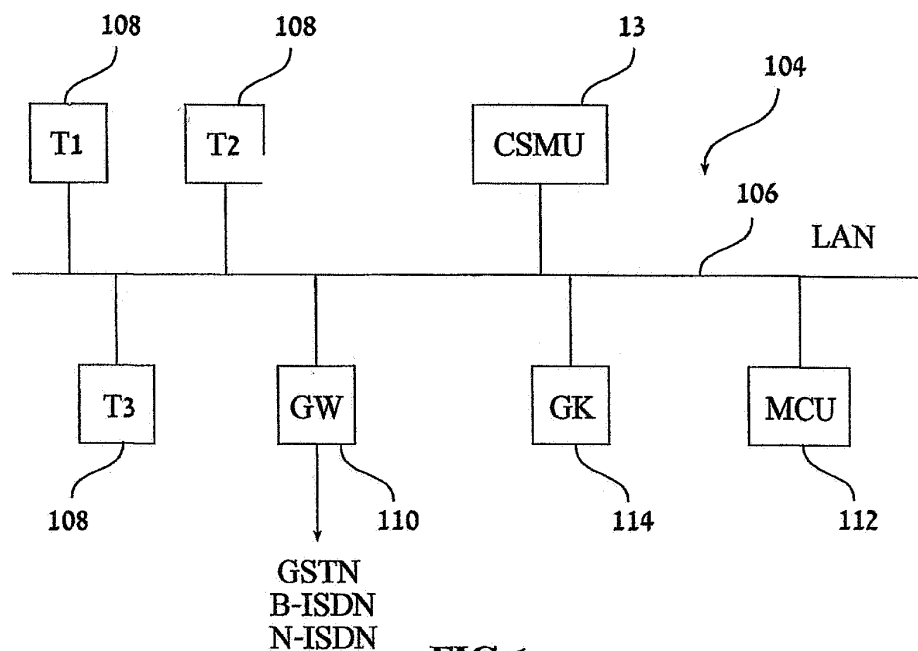 108
108
13
104
T1
T2
CSMU
106
LAN
T3
GW
GK
MCU
108
110
114
112
GSTN
B-ISDN
N-ISDN